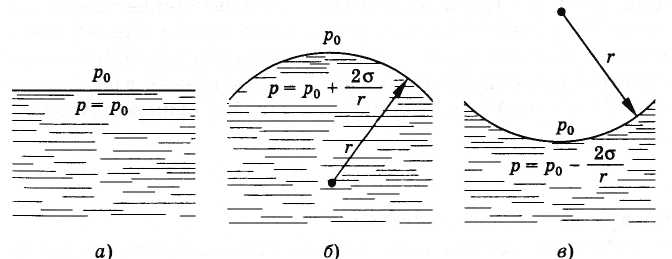 p₀
p = p₀
а)
p₀
p = p₀ + 2σ/r
r
б)
r
p₀
p = p₀ − 2σ/r
в)